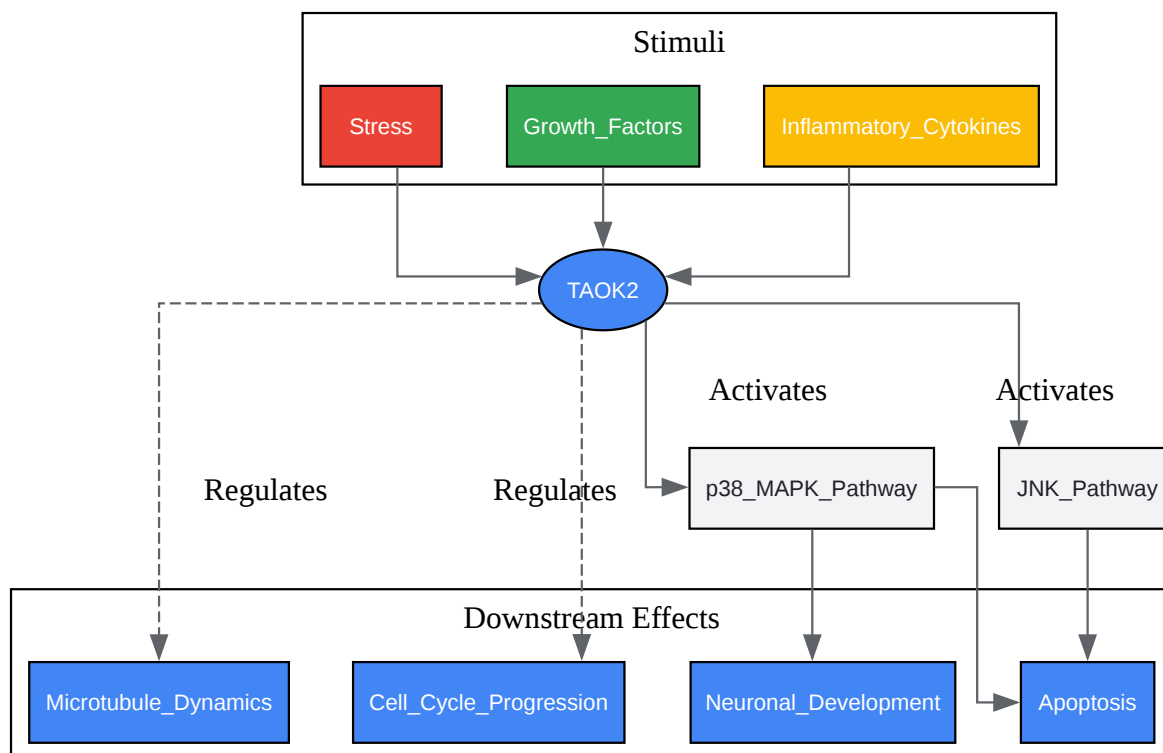 Stimuli
Stress
Growth_Factors
Inflammatory_Cytokines
TAOK2
Activates
Activates
Regulates
Regulates
p38_MAPK_Pathway
JNK_Pathway
Downstream Effects
Microtubule_Dynamics
Cell_Cycle_Progression
Neuronal_Development
Apoptosis